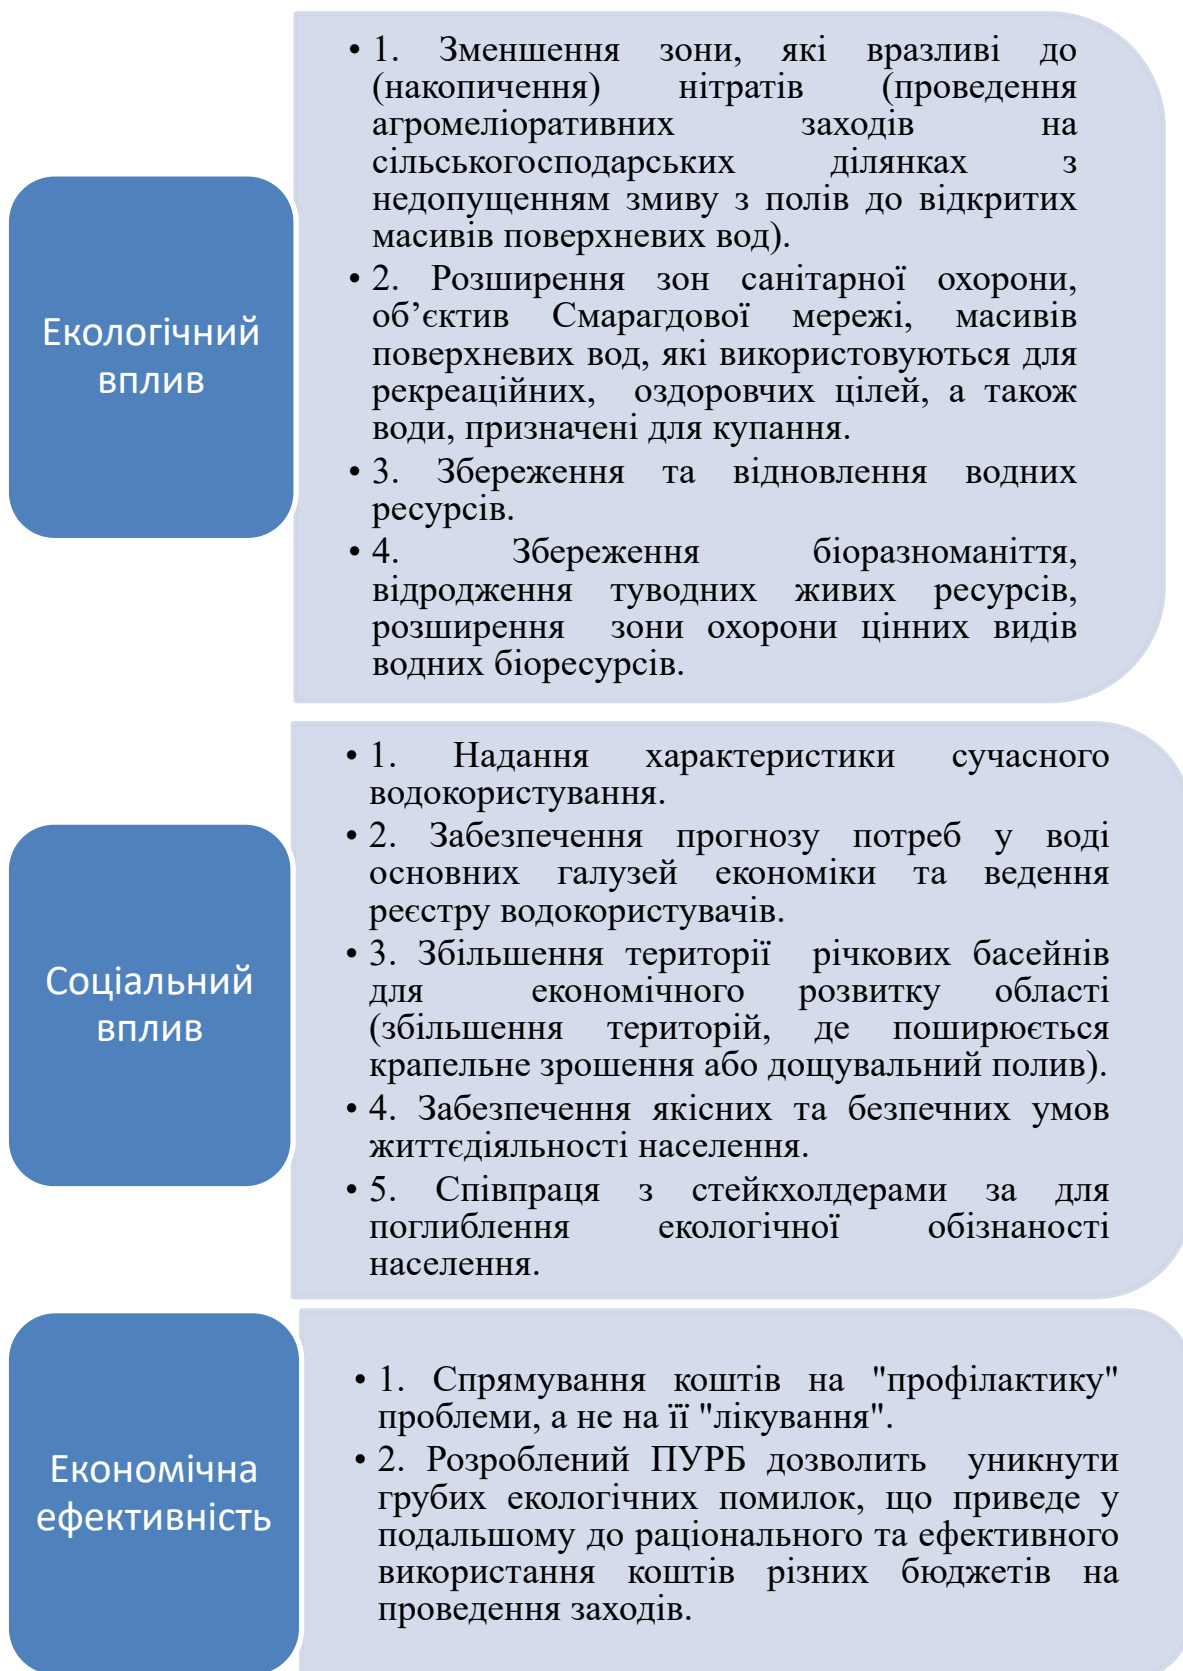 Екологічний
вплив
• 1. Зменшення зони, які вразливі до
(накопичення) нітратів (проведення
агромеліоративних заходів на
сільськогосподарських ділянках з
недопущенням змиву з полів до відкритих
масивів поверхневих вод).
• 2. Розширення зон санітарної охорони,
об’єктив Смарагдової мережі, масивів
поверхневих вод, які використовуються для
рекреаційних, оздоровчих цілей, а також
води, призначені для купання.
• 3. Збереження та відновлення водних
ресурсів.
• 4. Збереження біоразноманіття,
відродження туводних живих ресурсів,
розширення зони охорони цінних видів
водних біоресурсів.
Соціальний
вплив
• 1. Надання характеристики сучасного
водокористування.
• 2. Забезпечення прогнозу потреб у воді
основних галузей економіки та ведення
реєстру водокористувачів.
• 3. Збільшення території річкових басейнів
для економічного розвитку області
(збільшення територій, де поширюється
крапельне зрошення або дощувальний полив).
• 4. Забезпечення якісних та безпечних умов
життєдіяльності населення.
• 5. Співпраця з стейкхолдерами за для
поглиблення екологічної обізнаності
населення.
Економічна
ефективність
• 1. Спрямування коштів на "профілактику"
проблеми, а не на її "лікування".
• 2. Розроблений ПУРБ дозволить уникнути
грубих екологічних помилок, що приведе у
подальшому до раціонального та ефективного
використання коштів різних бюджетів на
проведення заходів.